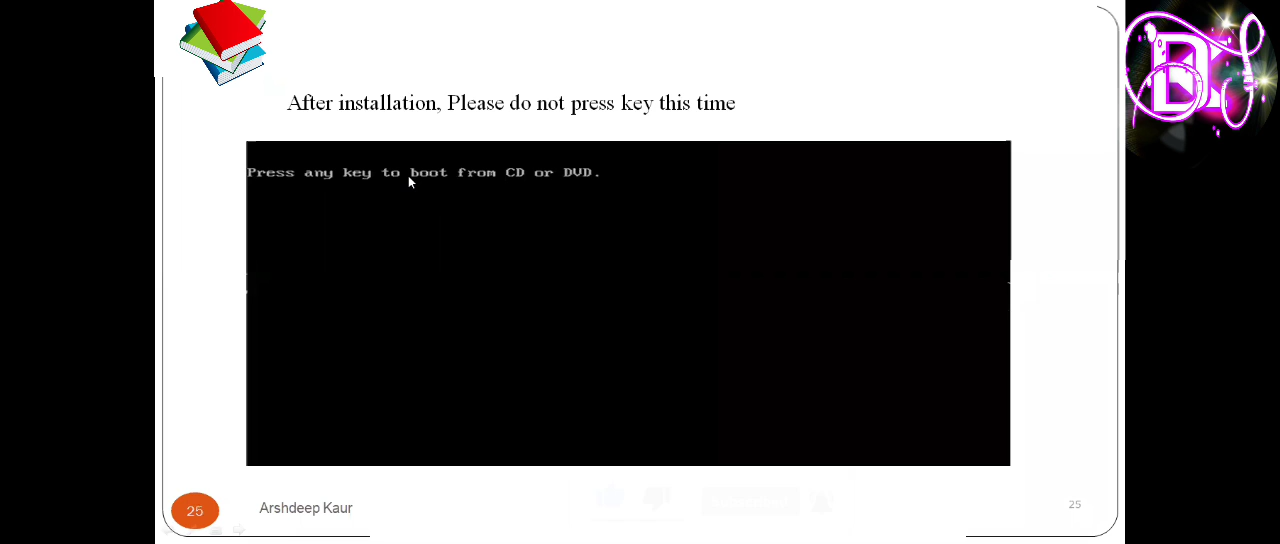 After installation, Please do not press key this time
Press any key to boot from CD or DVD.
25
Arshdeep Kaur
25